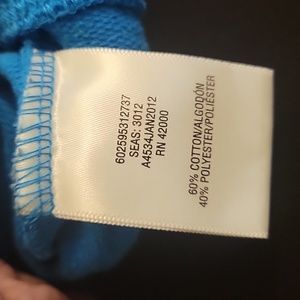 602595312737
SEAS: 3012
A4534JAN2012
RN 42000
60% COTTON/ALGODÓN
40% POLYESTER/POLIÉSTER